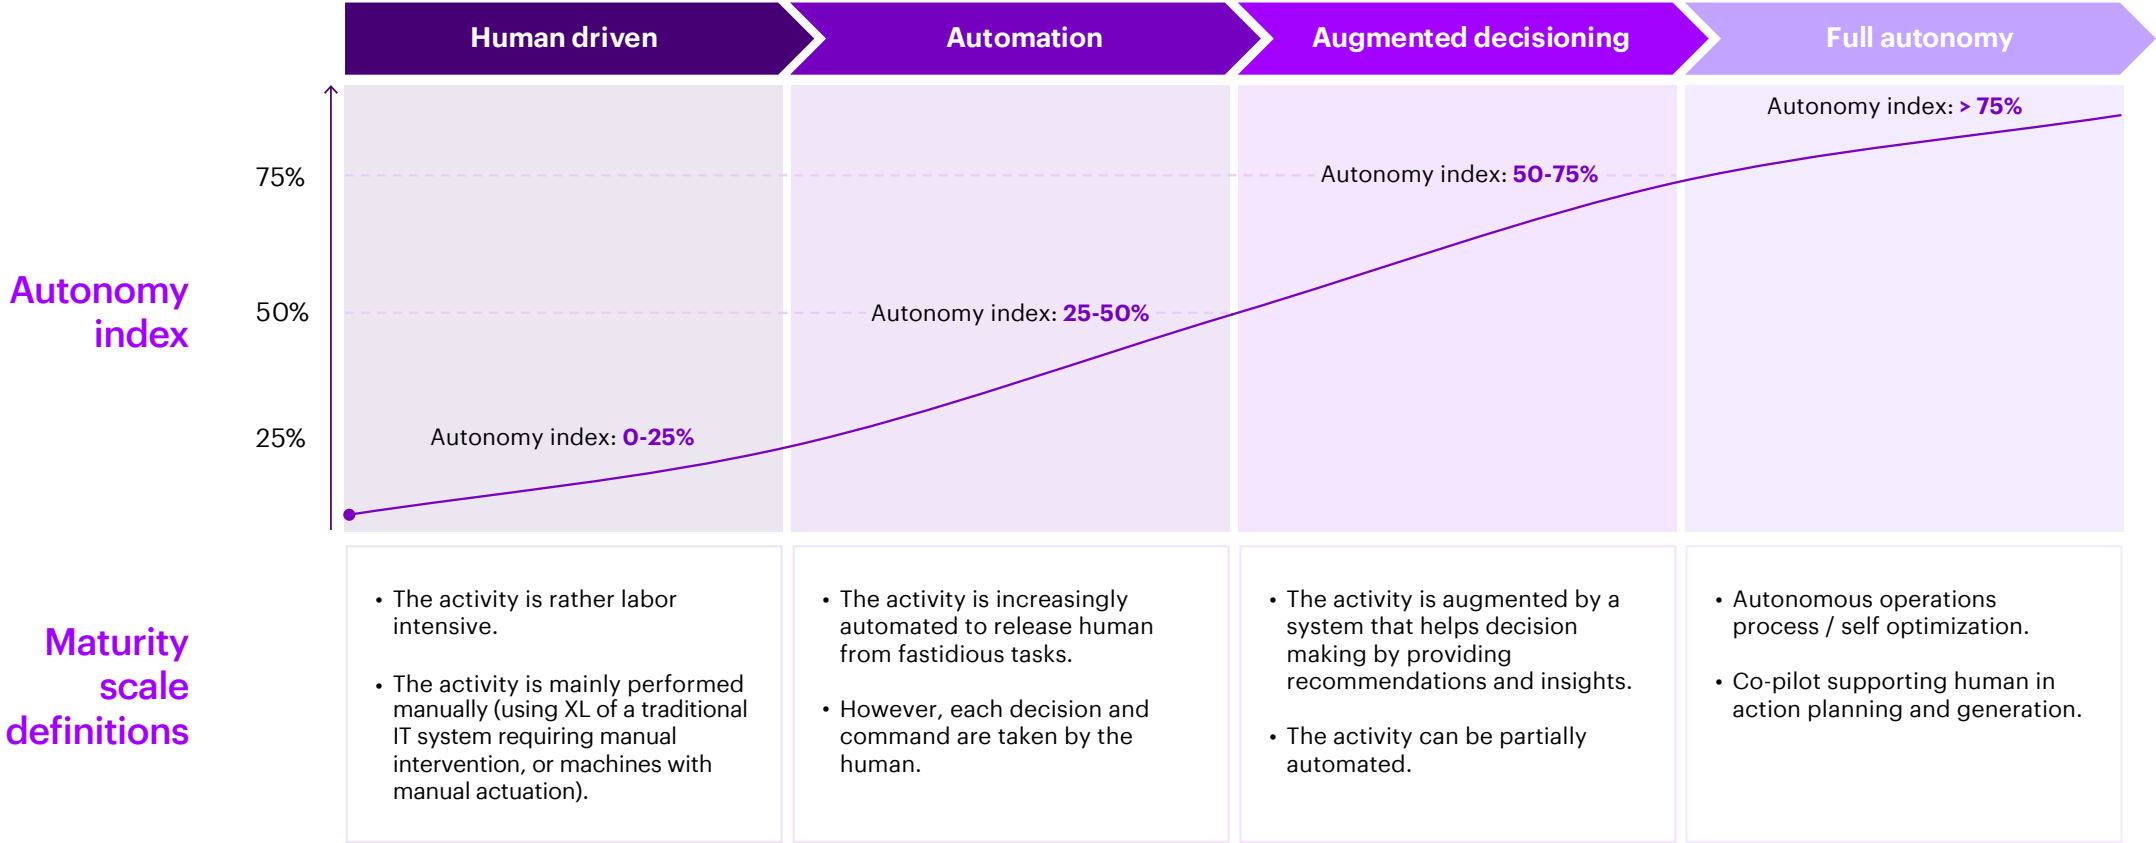 Human driven
Automation
Augmented decisioning
Full autonomy
Autonomy
index
75%
50%
25%
Autonomy index: 0-25%
Autonomy index: 25-50%
Autonomy index: 50-75%
Autonomy index: > 75%
Maturity
scale
definitions
• The activity is rather labor
intensive.
• The activity is mainly performed
manually (using XL of a traditional
IT system requiring manual
intervention, or machines with
manual actuation).
• The activity is increasingly
automated to release human
from fastidious tasks.
• However, each decision and
command are taken by the
human.
• The activity is augmented by a
system that helps decision
making by providing
recommendations and insights.
• The activity can be partially
automated.
• Autonomous operations
process / self optimization.
• Co-pilot supporting human in
action planning and generation.